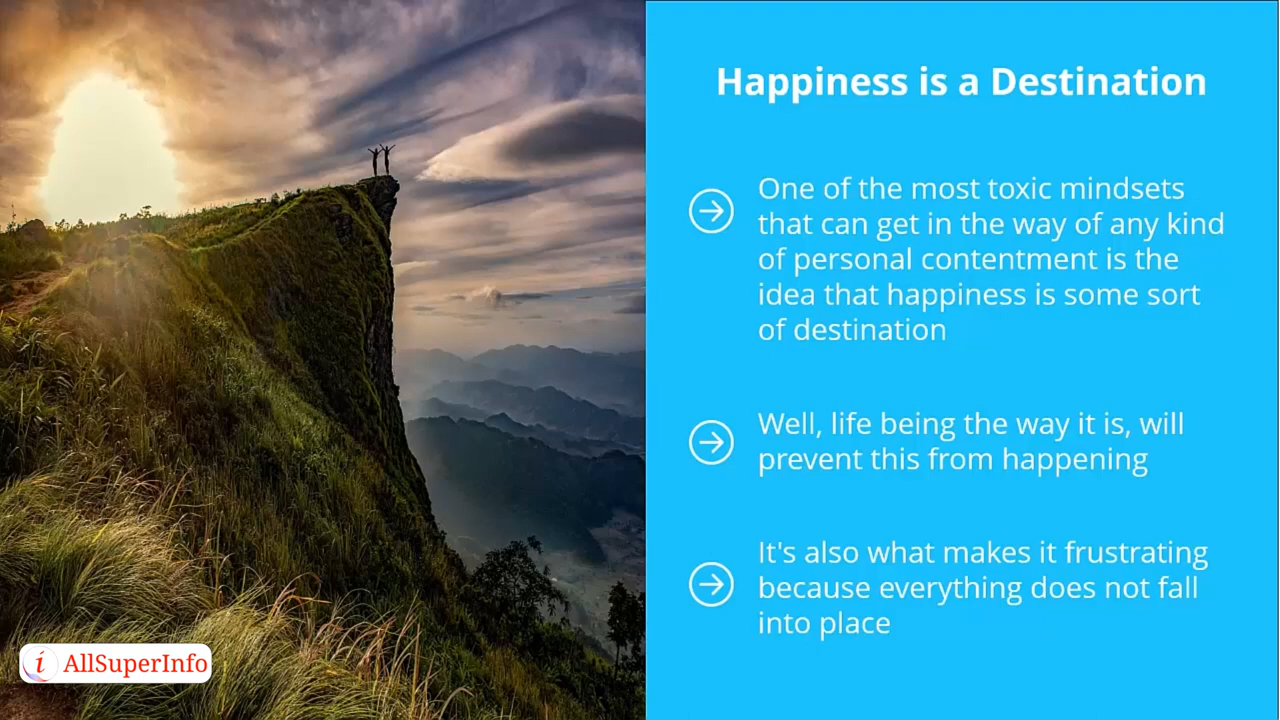 Happiness is a Destination
One of the most toxic mindsets
that can get in the way of any kind
of personal contentment is the
idea that happiness is some sort
of destination
Well, life being the way it is, will
prevent this from happening
It's also what makes it frustrating
because everything does not fall
into place
i AllSuperInfo